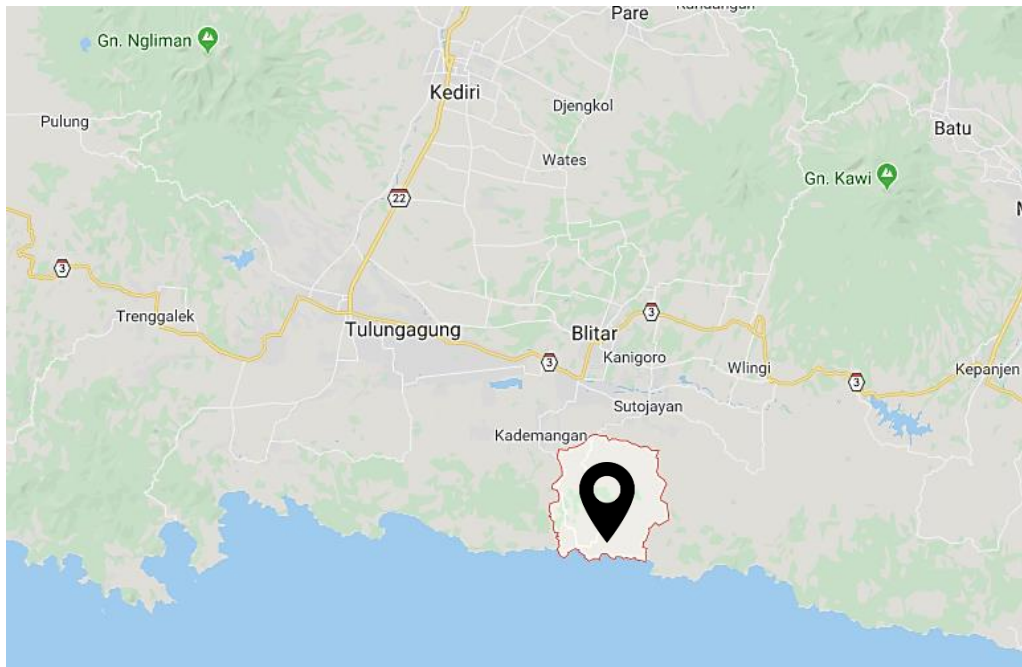 Pare
Gn. Ngliman
Kediri
Djengkol
Pulung
Batu
Wates
Gn. Kawi
22
3
Trenggalek
3
Tulungagung
Blitar
Kanigoro
3
Wlingi
Kepanjen
3
Sutojayan
Kademangan